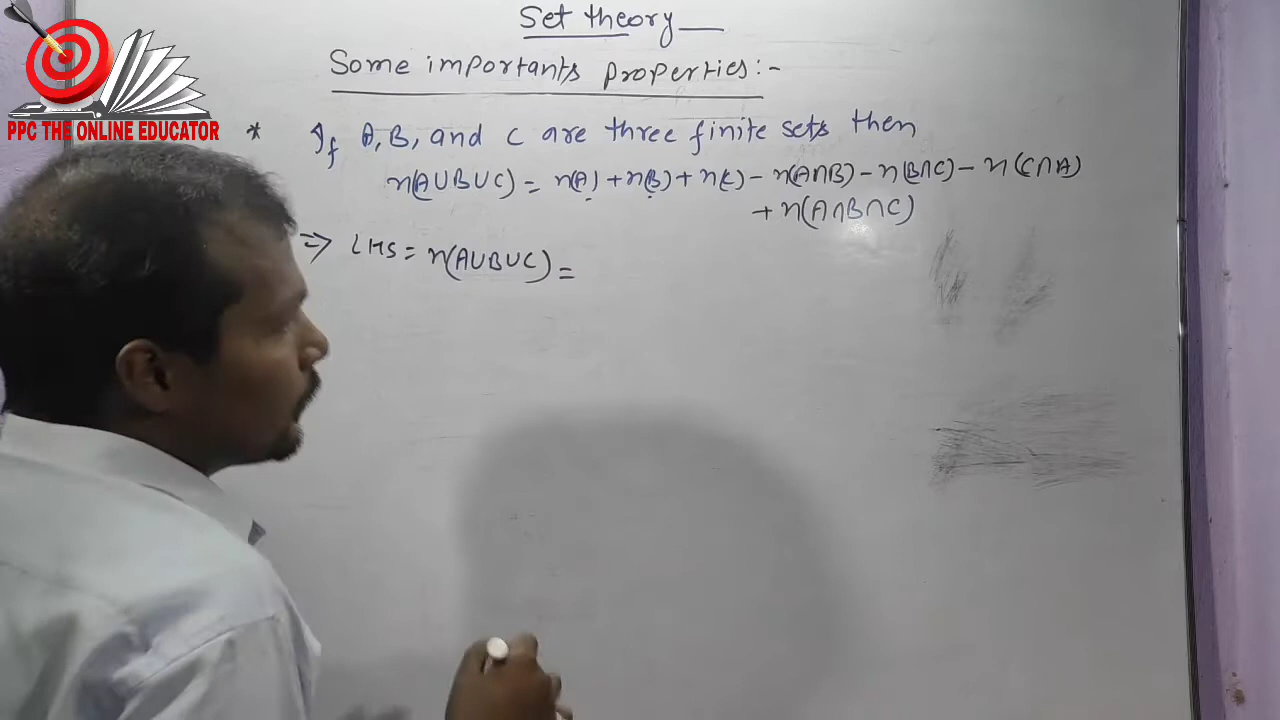 Set theory
Some importants properties:-
PPC THE ONLINE EDUCATOR
* If A, B, and C are three finite sets then
n(A∪B∪C) = n(A) + n(B) + n(C) - n(A∩B) - n(B∩C) - n(C∩A)
+ n(A∩B∩C)
⇒ LHS = n(A∪B∪C) =